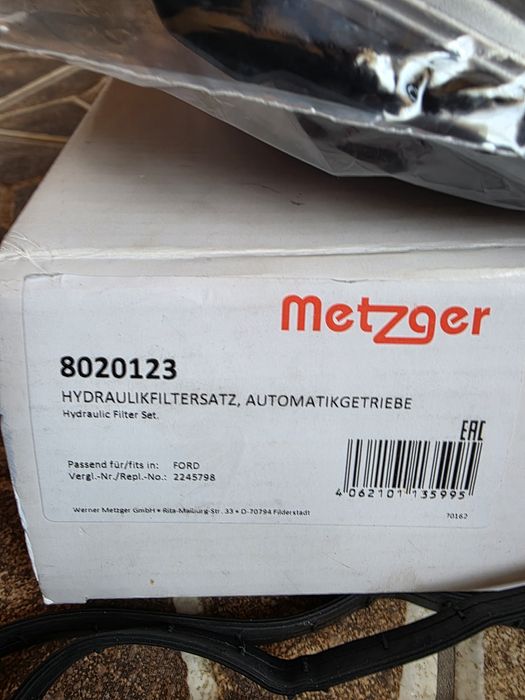 Metzger
8020123
HYDRAULIKFILTERSATZ, AUTOMATIKGETRIEBE
Hydraulic Filter Set.
EAC
Passend für/fits in: FORD
Vergl.-Nr./Repl.-No.: 2245798
4 062101 135995
Werner Metzger GmbH • Rita-Maiburg-Str. 33 • D-70794 Filderstadt
70162